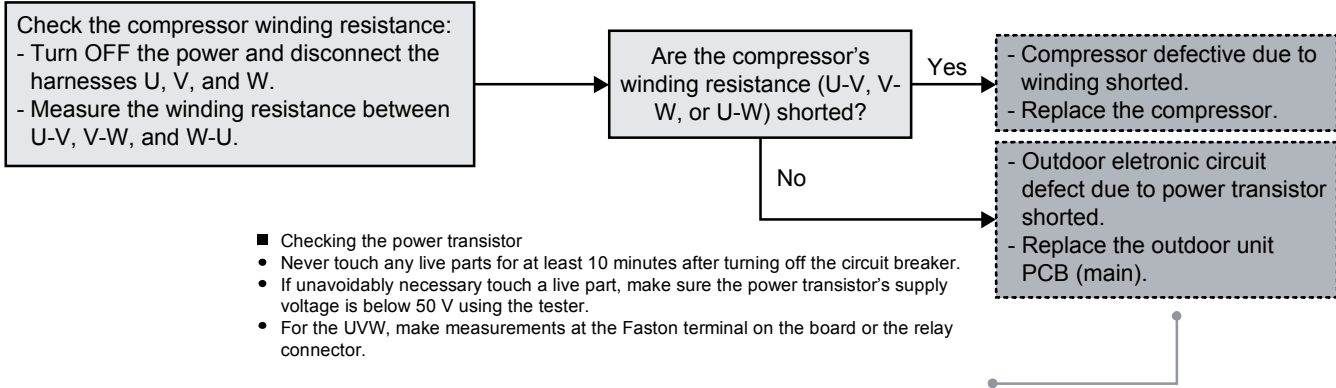 Check the compressor winding resistance:
- Turn OFF the power and disconnect the
harnesses U, V, and W.
- Measure the winding resistance between
U-V, V-W, and W-U.
Are the compressor's
winding resistance (U-V, V-
W, or U-W) shorted?
Yes
- Compressor defective due to
winding shorted.
- Replace the compressor.
No
- Outdoor eletronic circuit
defect due to power transistor
shorted.
- Replace the outdoor unit
PCB (main).
■ Checking the power transistor
• Never touch any live parts for at least 10 minutes after turning off the circuit breaker.
• If unavoidably necessary touch a live part, make sure the power transistor's supply
voltage is below 50 V using the tester.
• For the UVW, make measurements at the Faston terminal on the board or the relay
connector.